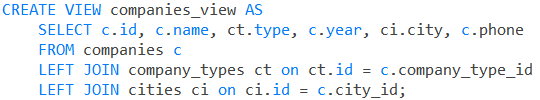 CREATE VIEW companies_view AS
    SELECT c.id, c.name, ct.type, c.year, ci.city, c.phone
    FROM companies c
    LEFT JOIN company_types ct on ct.id = c.company_type_id
    LEFT JOIN cities ci on ci.id = c.city_id;